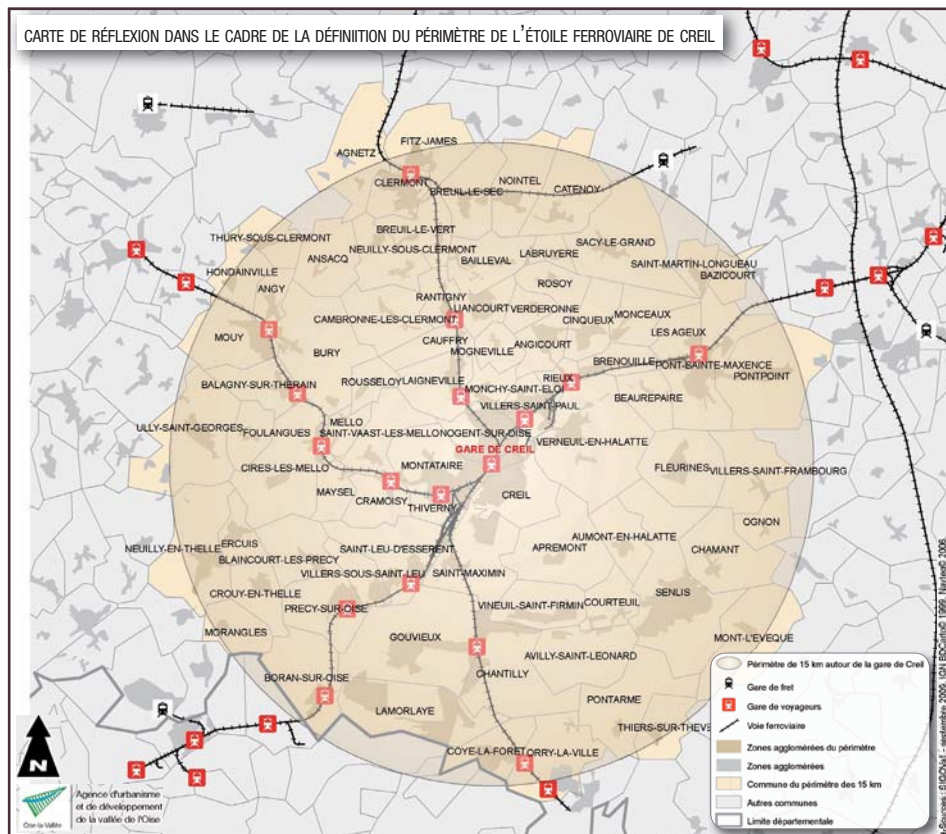 CARTE DE RÉFLEXION DANS LE CADRE DE LA DÉFINIITION DU PÉRIMÈTRE DE L'ÉTOILE FERROVIAIRE DE CREIL
FITZ-JAMES
AGNETZ
CLERMONT
NOINTEL
BREUIL-LE-SEC
CATENOY
BREUIL-LE-VERT
THURY-SOUS-CLERMONT
NEUILLY-SOUS-CLERMONT
SACY-LE-GRAND
ANSACQ
BAILLEVAL
LABRUYERE
SAINT-MARTIN-LONGUEAU
HONDAINVILLE
BAZICOURT
ANGY
ROSOY
RANTIGNY
LIANCOURT
VERDERONNE
CAMBRONNE-LES-CLERMONT
CINQUEUX
MONCEAUX
MOUY
CAUFFRY
ANGICOURT
LES AGEUX
BURY
MOGNEVILLE
BRENOUILLE
PONT-SAINTE-MAXENCE
BALAGNY-SUR-THERAIN
ROUSSELOY
LAIGNEVILLE
RIEUX
PONTPOINT
MONCHY-SAINT-ELOI
BEAUREPAIRE
VILLERS-SAINT-PAUL
MELLO
ULLY-SAINT-GEORGES
FOULANGUES
SAINT-VAAST-LES-MELLO
NOGENT-SUR-OISE
VERNEUIL-EN-HALATTE
GARE DE CREIL
CIRES-LES-MELLO
MONTATAIRE
FLEURINES
VILLERS-SAINT-FRAMBOURG
MAYSEL
CRAMOISY
CREIL
THIVERNY
OGNON
AUMONT-EN-HALATTE
NEUILLY-EN-THELLE
ERCUIS
SAINT-LEU-D'ESSERENT
APREMONT
CHAMANT
BLAINCOURT-LES-PRECY
VILLERS-SOUS-SAINT-LEU
SAINT-MAXIMIN
CROUY-EN-THELLE
SENLIS
PRECY-SUR-OISE
VINEUIL-SAINT-FIRMIN
COURTEUIL
MORANGLES
GOUVIEUX
MONT-L'EVEQUE
AVILLY-SAINT-LEONARD
CHANTILLY
BORAN-SUR-OISE
PONTARME
LAMORLAYE
THIERS-SUR-THEVE
COYE-LA-FORET
ORRY-LA-VILLE
Périmètre de 15 km autour de la gare de Creil
Gare de fret
Gare de voyageurs
Voie ferroviaire
Zones agglomérées du périmètre
Zones agglomérées
Commune du périmètre des 15 km
Autres communes
Limite départementale
N
Oise-la-Vallée
Agence d'urbanisme
et de développement
de la vallée de l'Oise